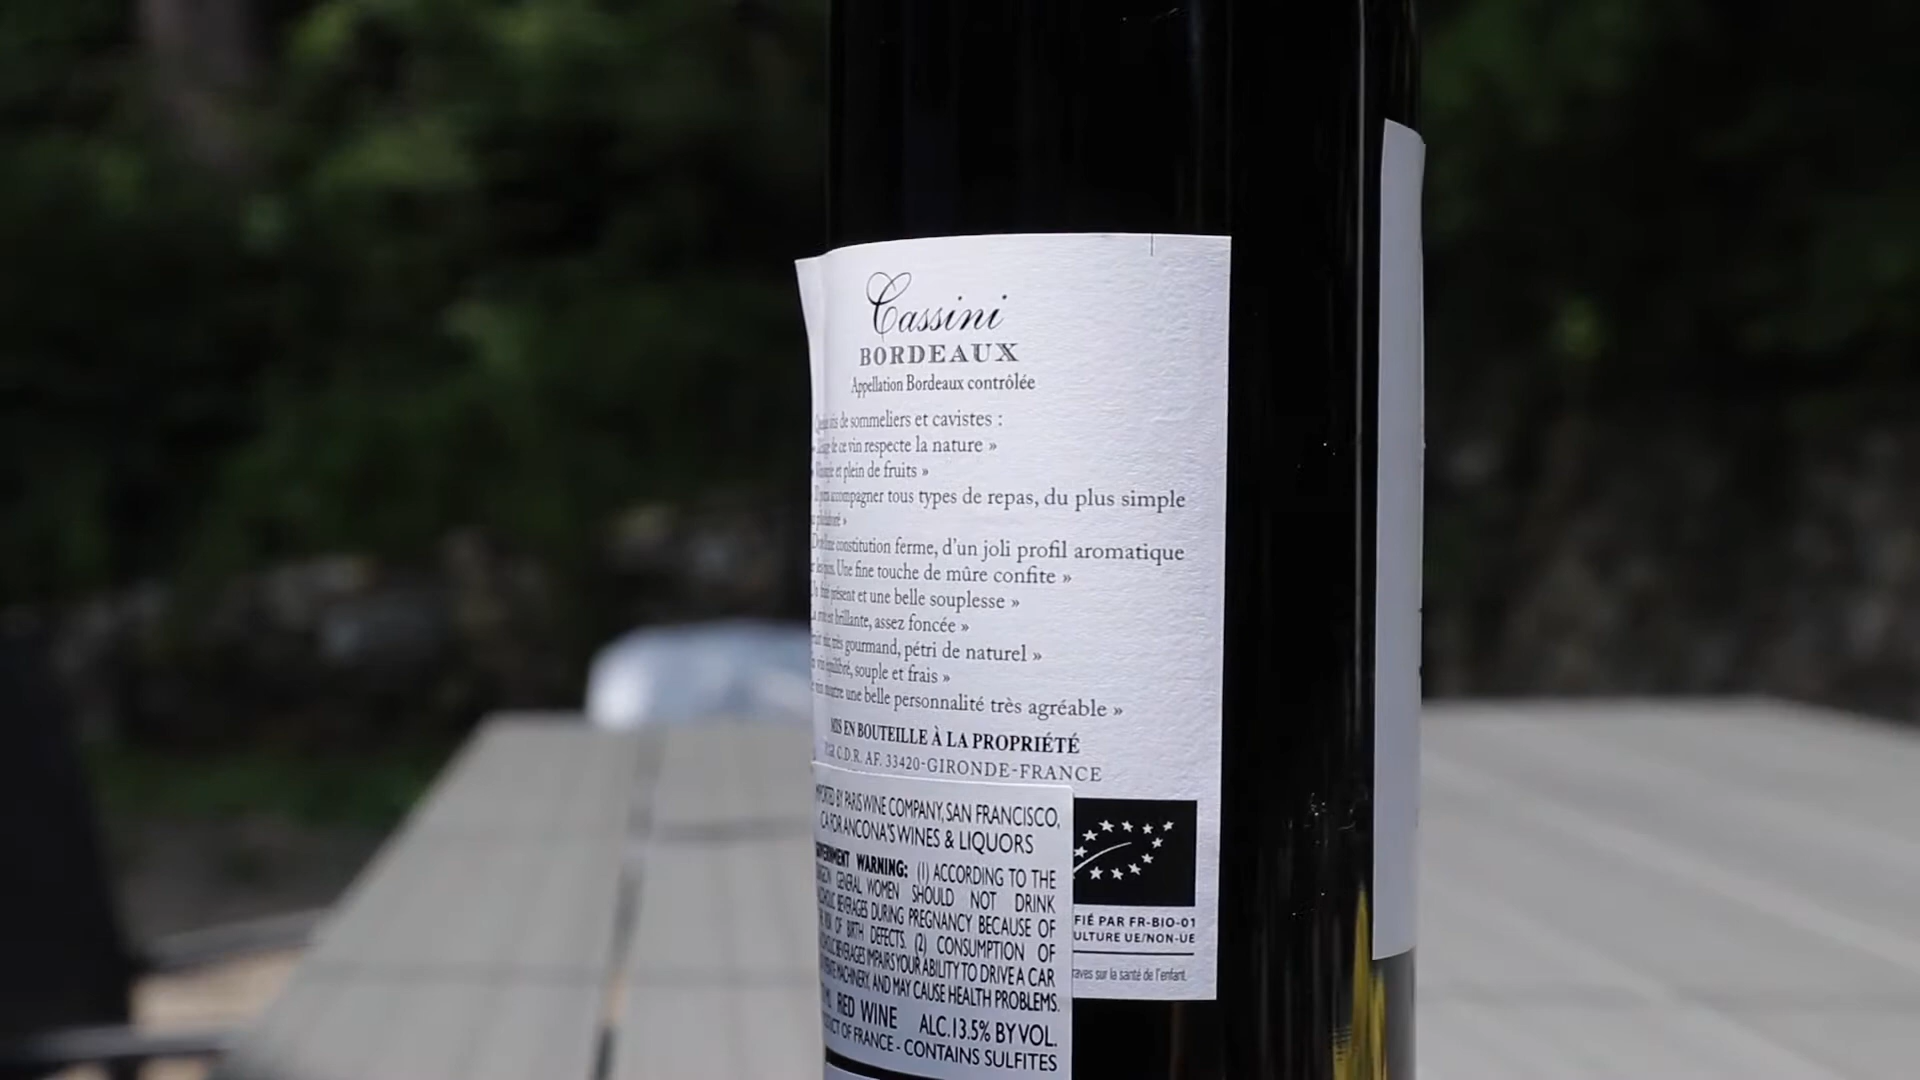 Cassini
BORDEAUX
Appellation Bordeaux contrôlée
de sommeliers et cavistes :
de ce vin respecte la nature »
et plein de fruits »
accompagner tous types de repas, du plus simple
constitution ferme, d'un joli profil aromatique
Une fine touche de mûre confite »
présent et une belle souplesse »
brillante, assez foncée »
très gourmand, pétri de naturel »
équilibré, souple et frais »
une belle personnalité très agréable »
MIS EN BOUTEILLE À LA PROPRIÉTÉ
C.D.R. AF. 33420-GIRONDE-FRANCE
BY PARIS WINE COMPANY, SAN FRANCISCO,
CA FOR ANCONA'S WINES & LIQUORS
WARNING: (1) ACCORDING TO THE
GENERAL WOMEN SHOULD NOT DRINK
BEVERAGES DURING PREGNANCY BECAUSE OF
OF BIRTH DEFECTS. (2) CONSUMPTION OF
BEVERAGES IMPAIRS YOUR ABILITY TO DRIVE A CAR
MACHINERY, AND MAY CAUSE HEALTH PROBLEMS.
RED WINE ALC.13.5% BY VOL.
OF FRANCE - CONTAINS SULFITES
FIÉ PAR FR-BIO-01
ULTURE UE/NON-UE
raves sur la santé de l'enfant.